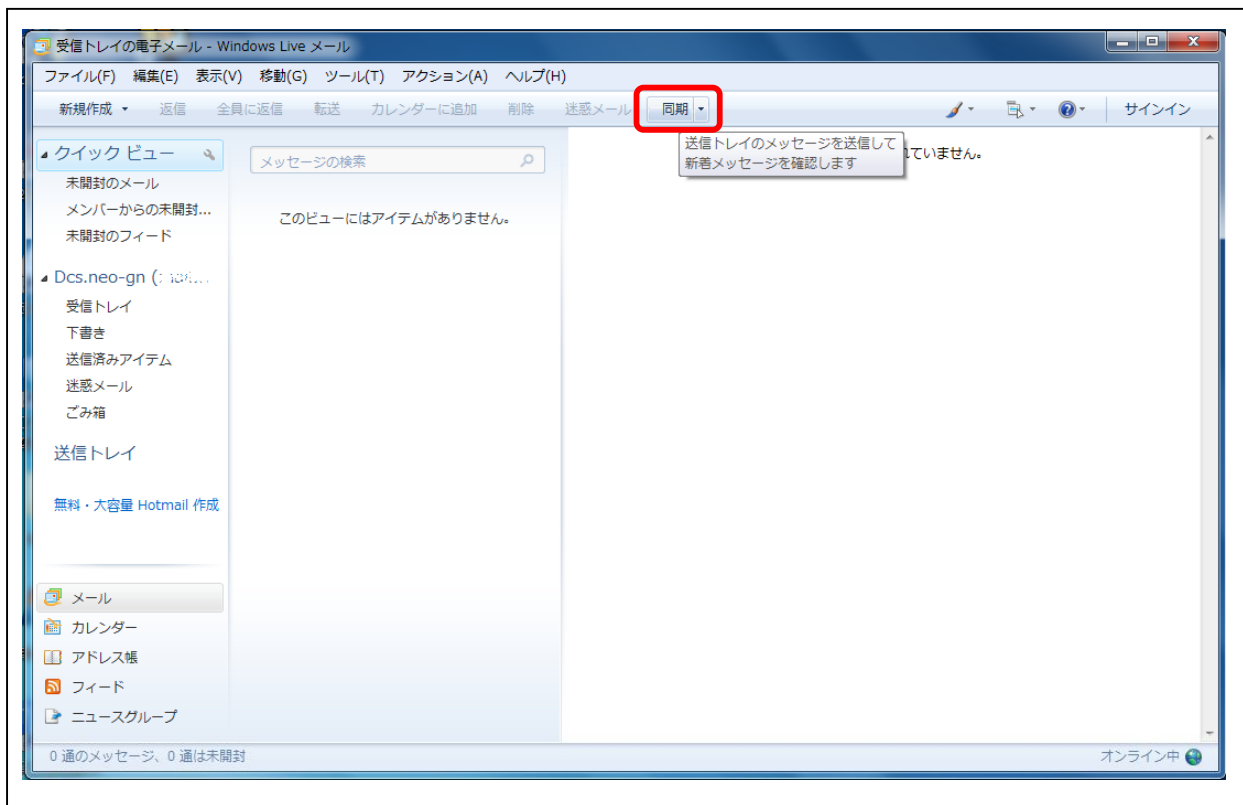 受信トレイの電子メール - Windows Live メール
ファイル(F) 編集(E) 表示(V) 移動(G) ツール(T) アクション(A) ヘルプ(H)
新規作成 返信 全員に返信 転送 カレンダーに追加 削除 迷惑メール 同期 サインイン
送信トレイのメッセージを送信して
新着メッセージを確認します
れていません。
クイック ビュー
メッセージの検索
未開封のメール
メンバーからの未開封...
このビューにはアイテムがありません。
未開封のフィード
Dcs.neo-gn (
受信トレイ
下書き
送信済みアイテム
迷惑メール
ごみ箱
送信トレイ
無料・大容量 Hotmail 作成
メール
カレンダー
アドレス帳
フィード
ニュースグループ
0 通のメッセージ、0 通は未開封
オンライン中